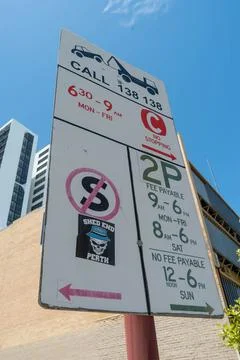 CALL 138 138
6³⁰ - 9 AM
MON - FRI
C
NO
STOPPING
S
SHED END
PERTH
2P
FEE PAYABLE
9 AM - 6 PM
MON - FRI
8 AM - 6 PM
SAT
NO FEE PAYABLE
12 NOON - 6 PM
SUN